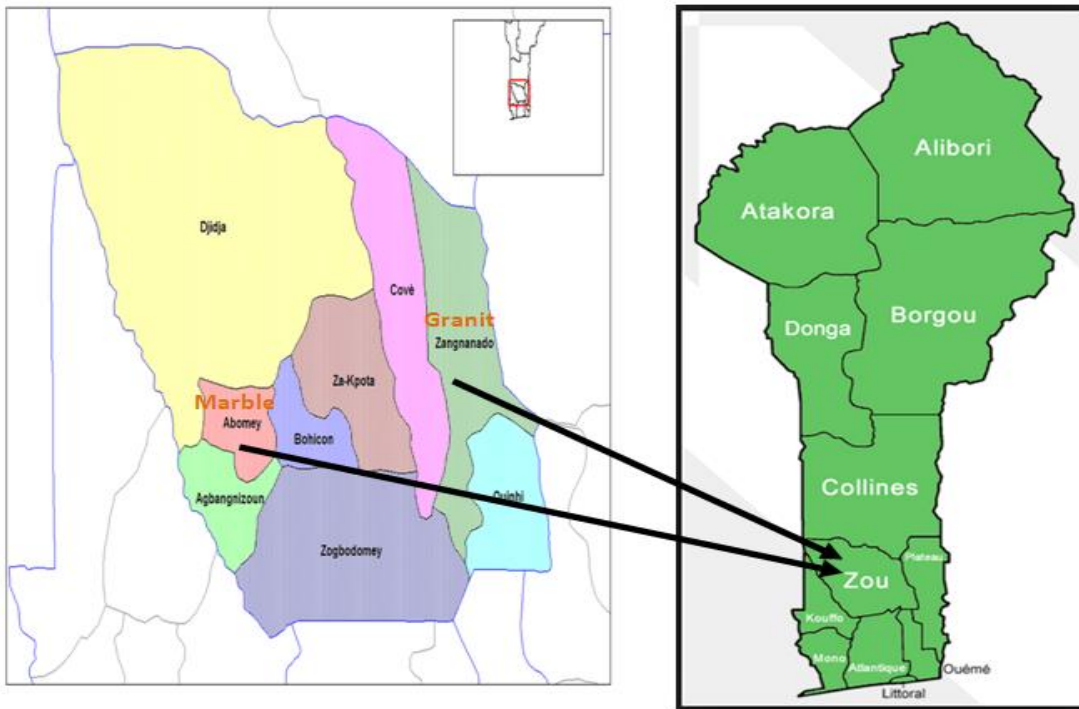 Djidja
Covè
Granit
Zangnanado
Za-Kpota
Marble
Abomey
Bohicon
Agbangnizoun
Ouinhi
Zogbodomey
Alibori
Atakora
Borgou
Donga
Collines
Plateau
Zou
Kouffo
Mono
Atlantique
Ouémé
Littoral